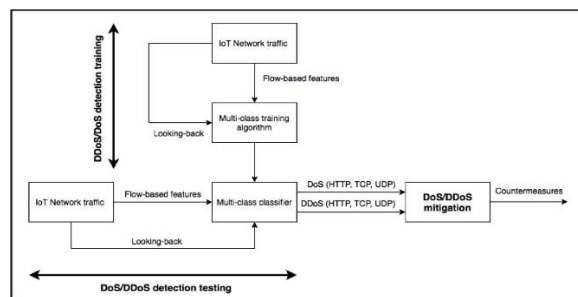 DDoS/DoS detection training
IoT Network traffic
Flow-based features
Looking-back
Multi-class training
algorithm
IoT Network traffic
Flow-based features
Looking-back
Multi-class classifier
DoS (HTTP, TCP, UDP)
DDoS (HTTP, TCP, UDP)
DoS/DDoS
mitigation
Countermeasures
DoS/DDoS detection testing